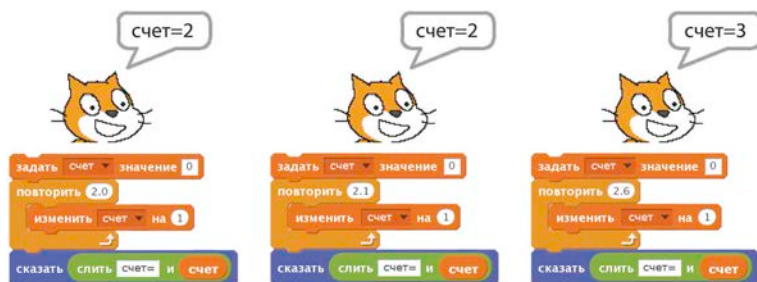 счет=2
задать счет значение 0
повторить 2.0
изменить счет на 1
сказать слить счет= и счет
счет=2
задать счет значение 0
повторить 2.1
изменить счет на 1
сказать слить счет= и счет
счет=3
задать счет значение 0
повторить 2.6
изменить счет на 1
сказать слить счет= и счет